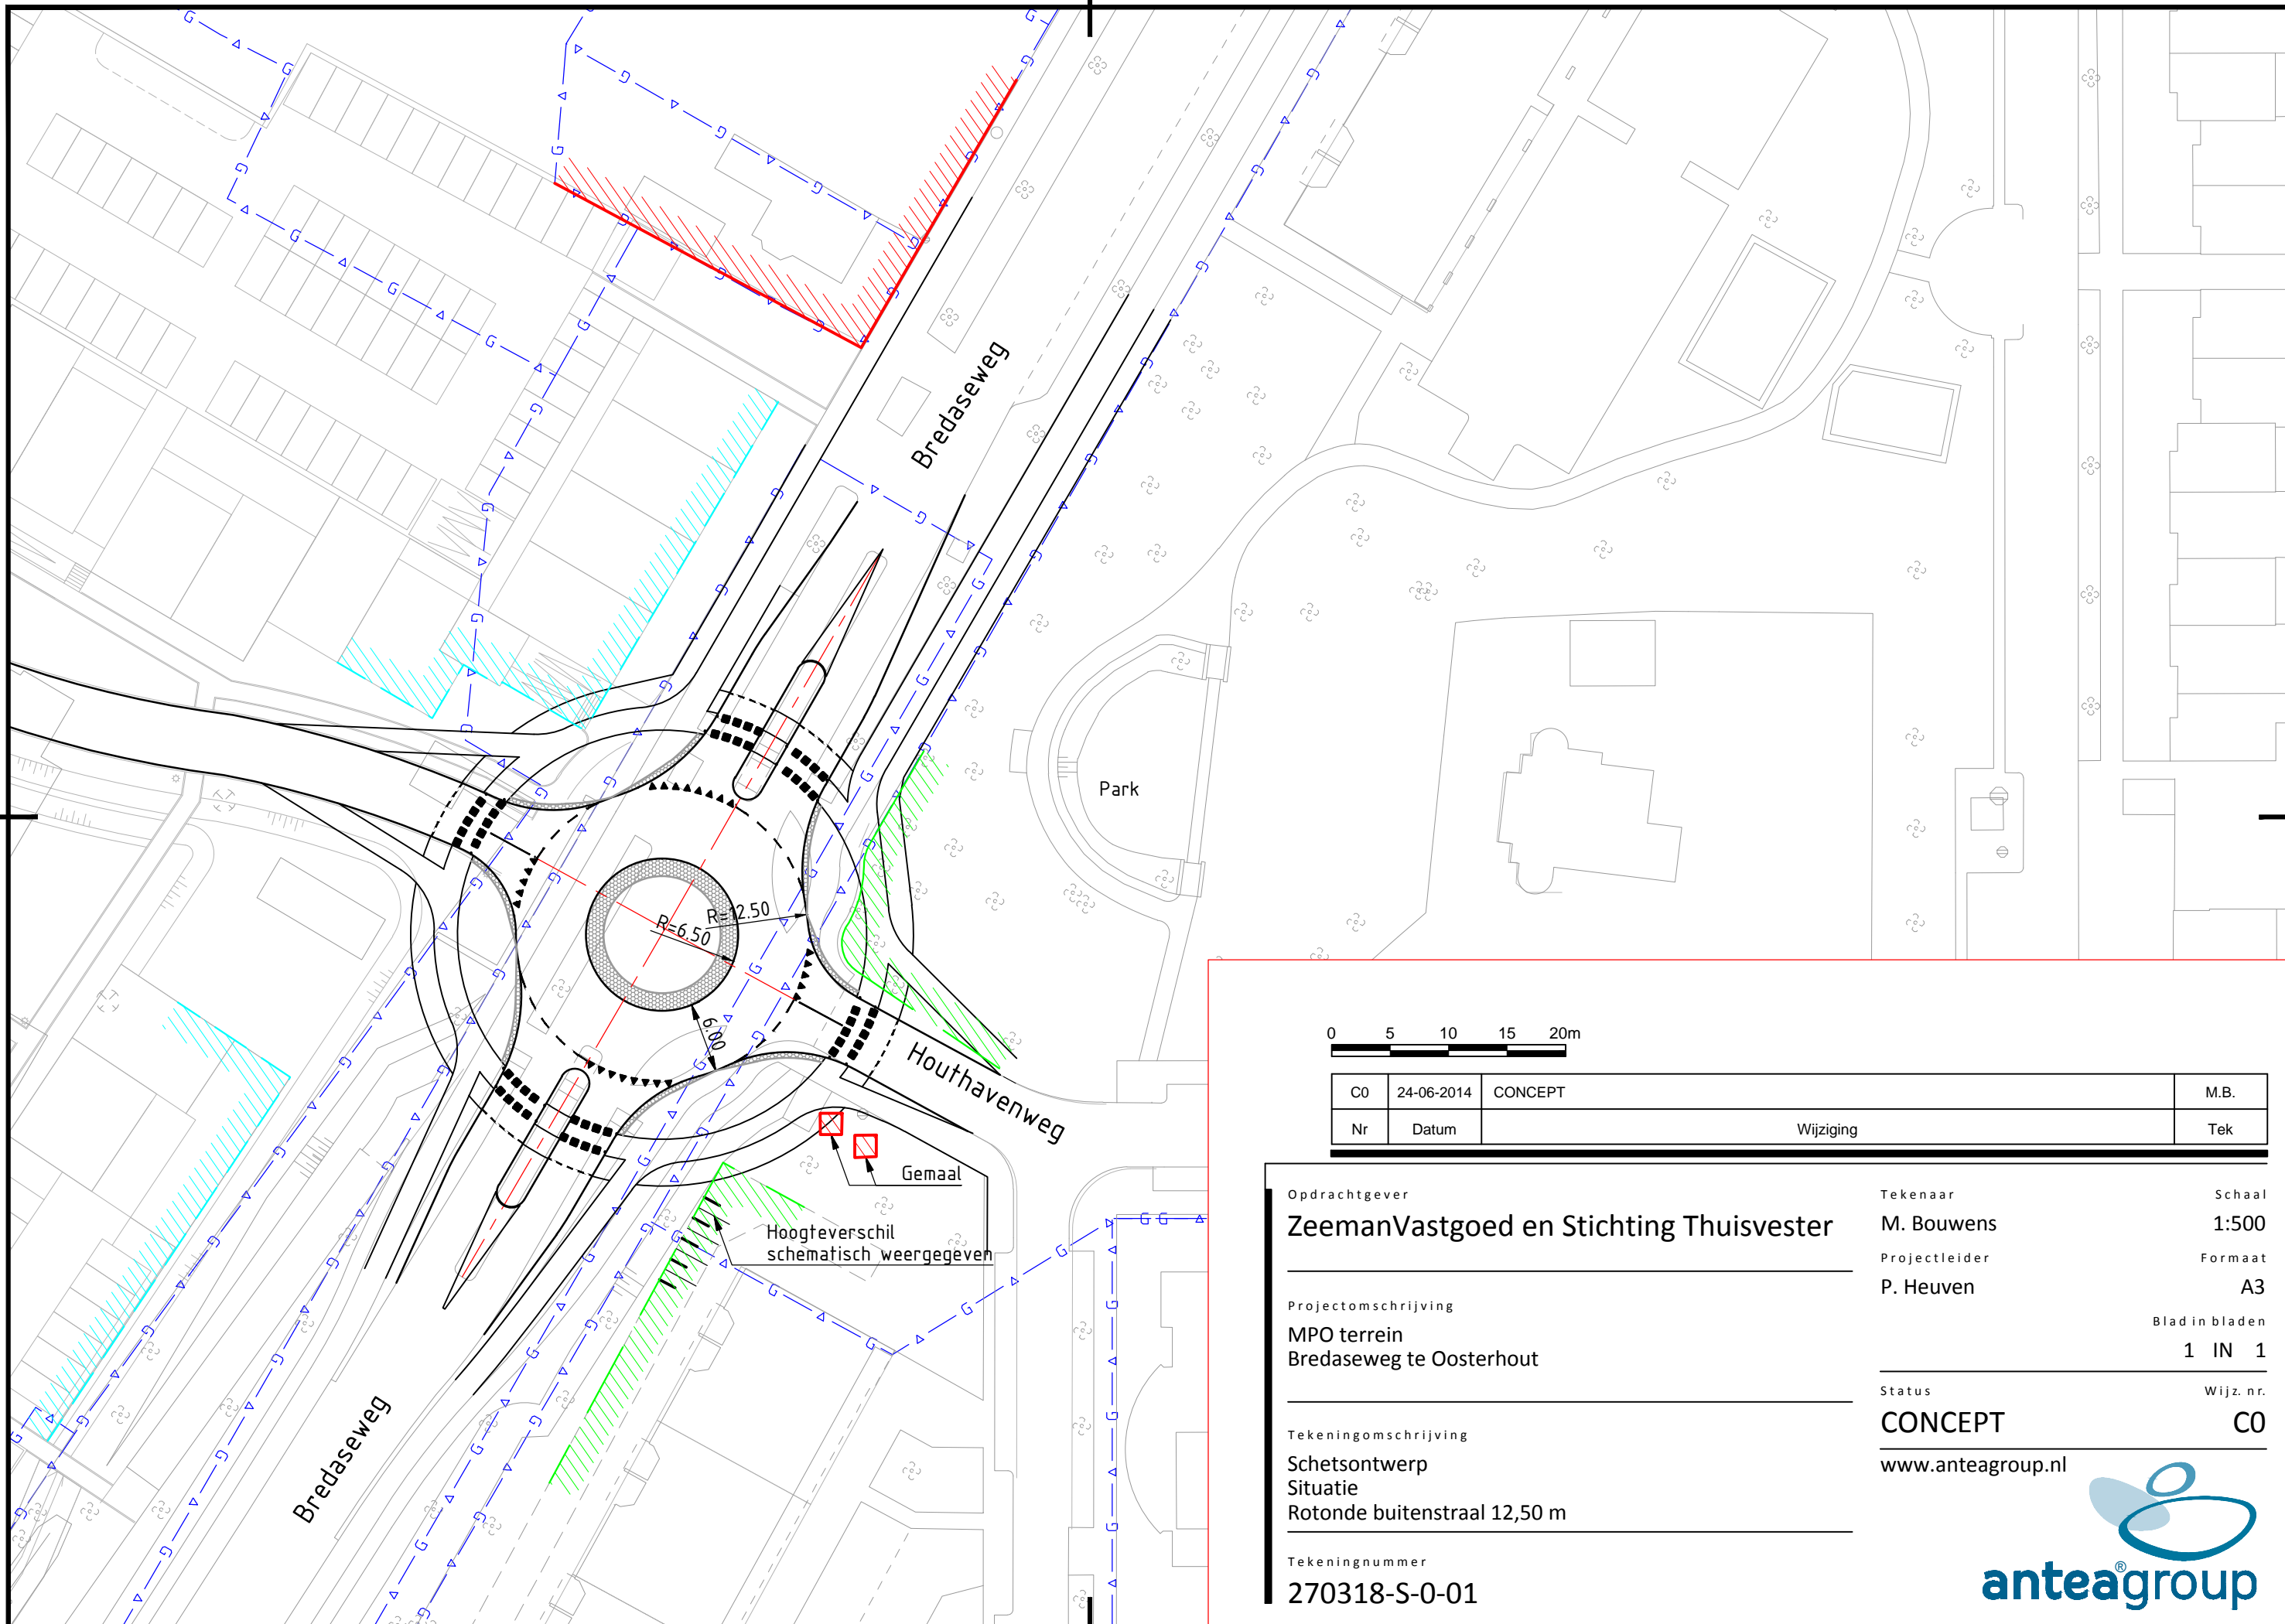 Bredaseweg
Park
R=12.50
R=6.50
6.00
Houthavenweg
Gemaal
Hoogteverschil
schematisch weergegeven
Bredaseweg
0 5 10 15 20m
C0 24-06-2014 CONCEPT M.B.
Nr Datum Wijziging Tek
Opdrachtgever
ZeemanVastgoed en Stichting Thuisvester
Projectomschrijving
MPO terrein
Bredaseweg te Oosterhout
Tekeningomschrijving
Schetsontwerp
Situatie
Rotonde buitenstraal 12,50 m
Tekeningnummer
270318-S-0-01
Tekenaar Schaal
M. Bouwens 1:500
Projectleider Formaat
P. Heuven A3
Blad in bladen
1 IN 1
Status Wijz. nr.
CONCEPT C0
www.anteagroup.nl
anteagroup®